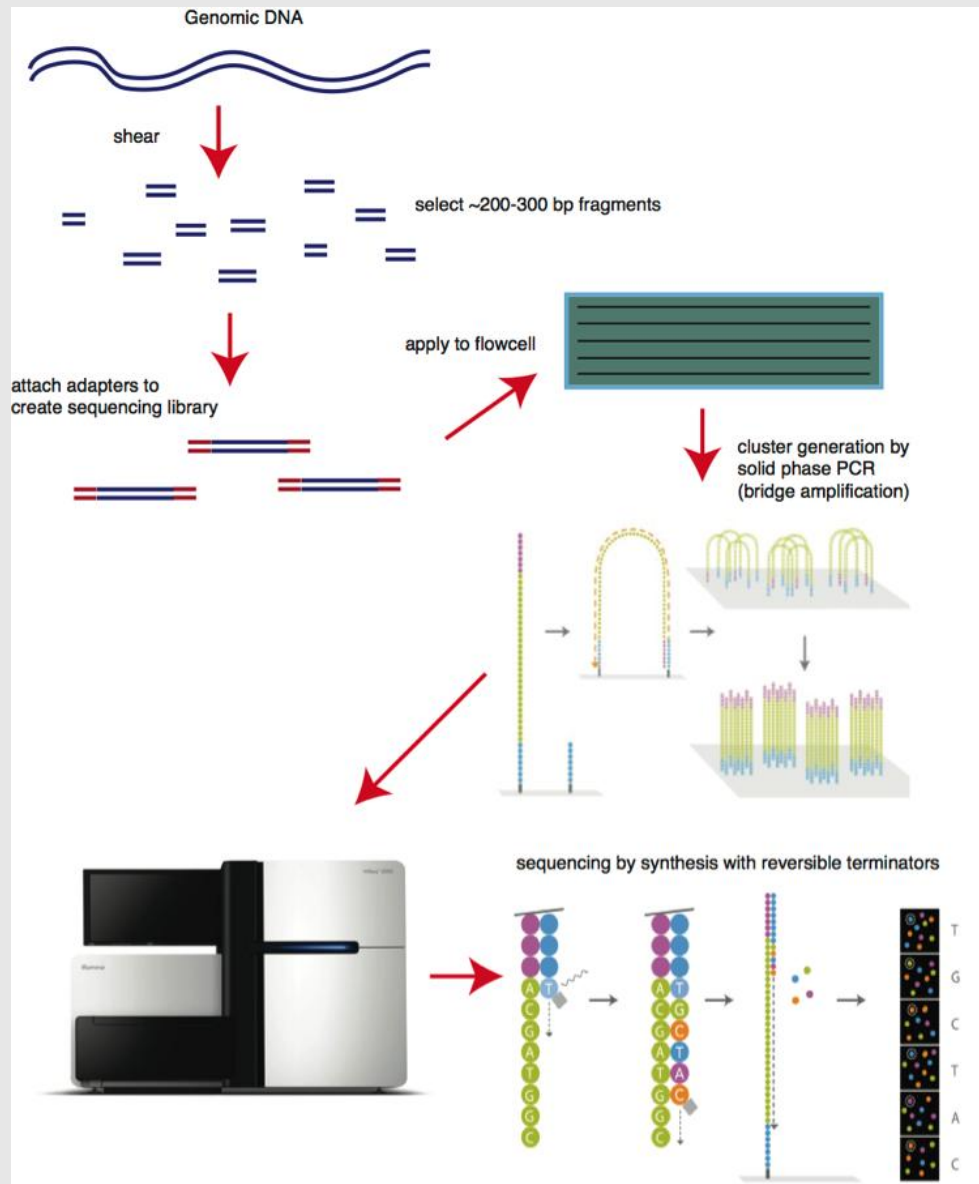 Genomic DNA
shear
select ~200-300 bp fragments
attach adapters to
create sequencing library
apply to flowcell
cluster generation by
solid phase PCR
(bridge amplification)
sequencing by synthesis with reversible terminators
illumina
A T
C
G
A
T
G
G
C
A T
C G
G C
A T
T A
G C
G
C
T
G
C
T
A
C